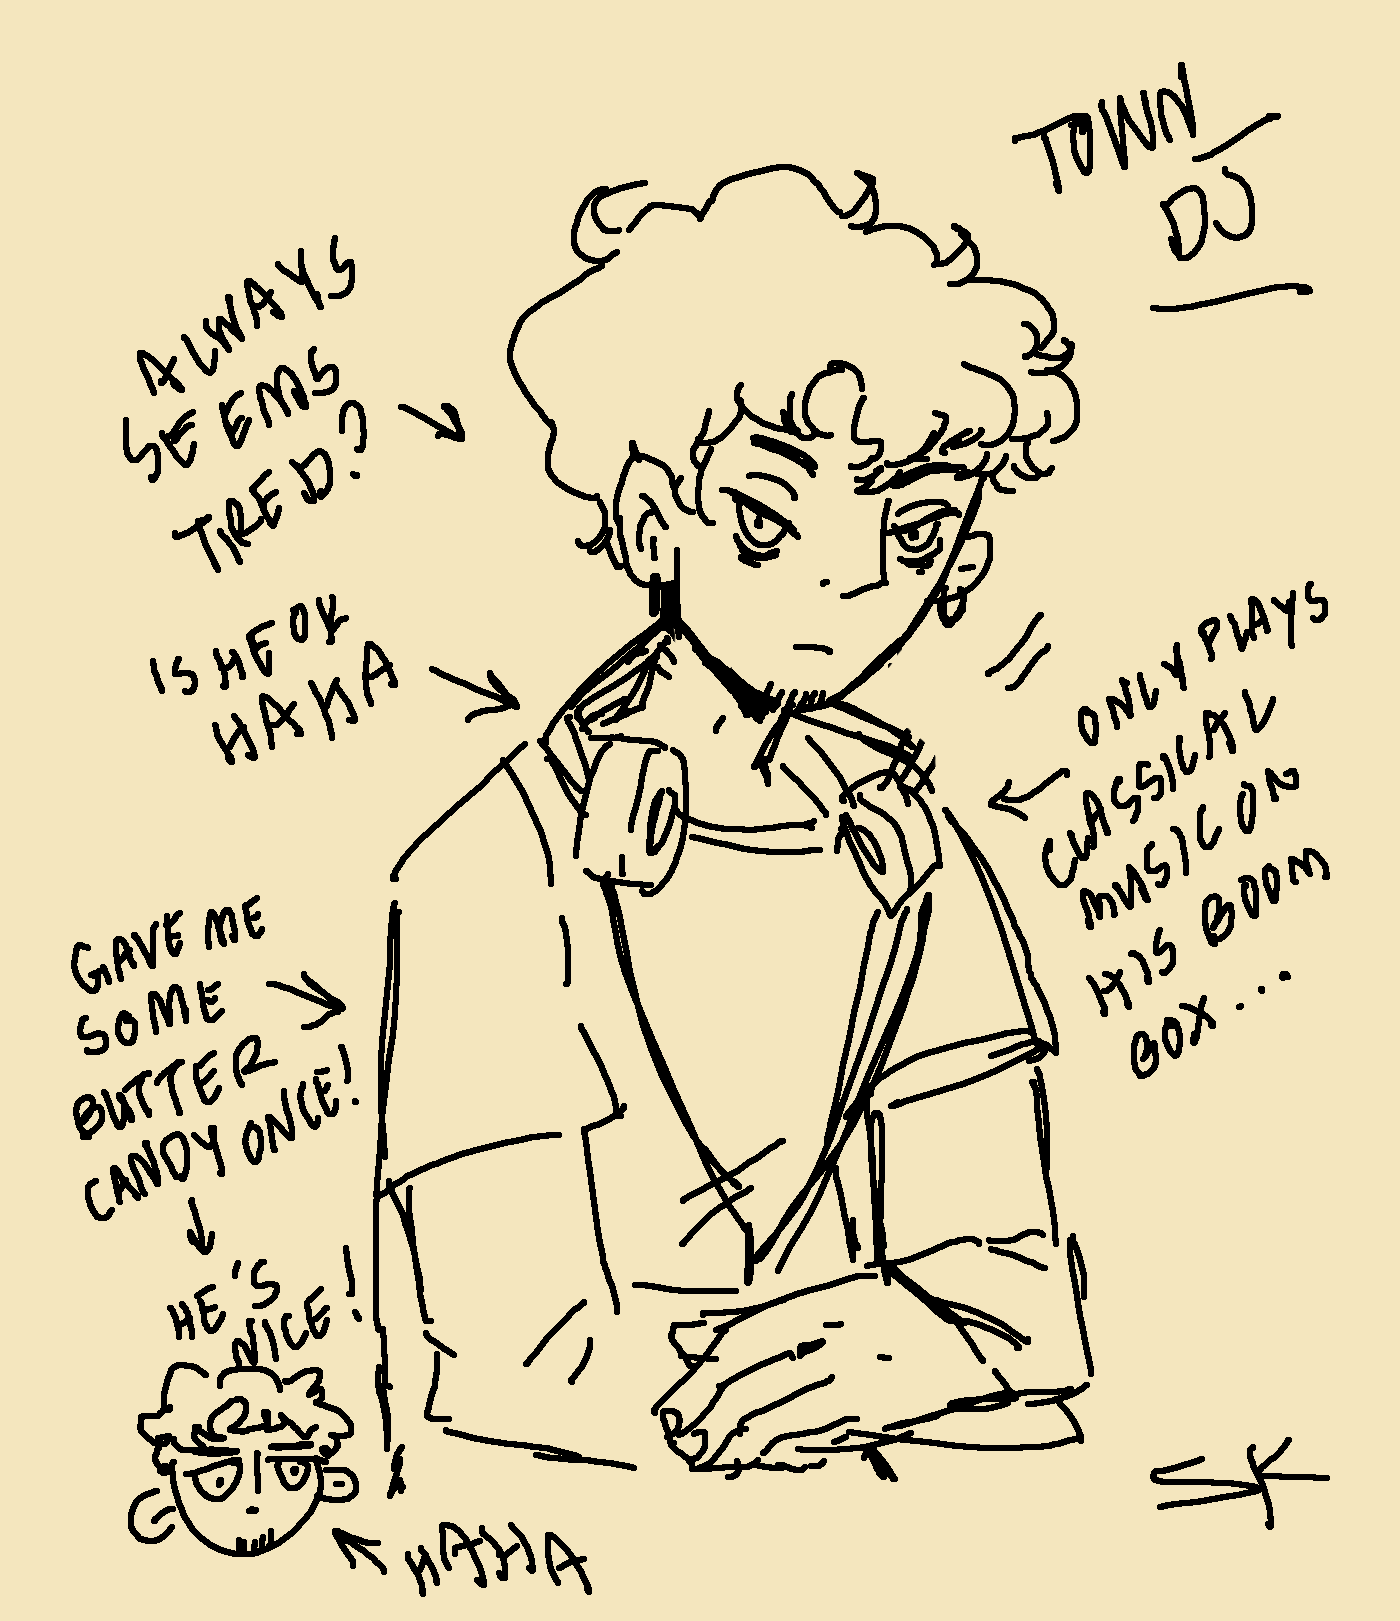 TOWN
DJ
ALWAYS
SEEMS
TIRED?
IS HE OK
HAHA
ONLY PLAYS
CLASSICAL
MUSIC ON
HIS BOOM
BOX...
GAVE ME
SOME
BUTTER
CANDY ONCE!
HE'S
NICE!
HAHA
SK